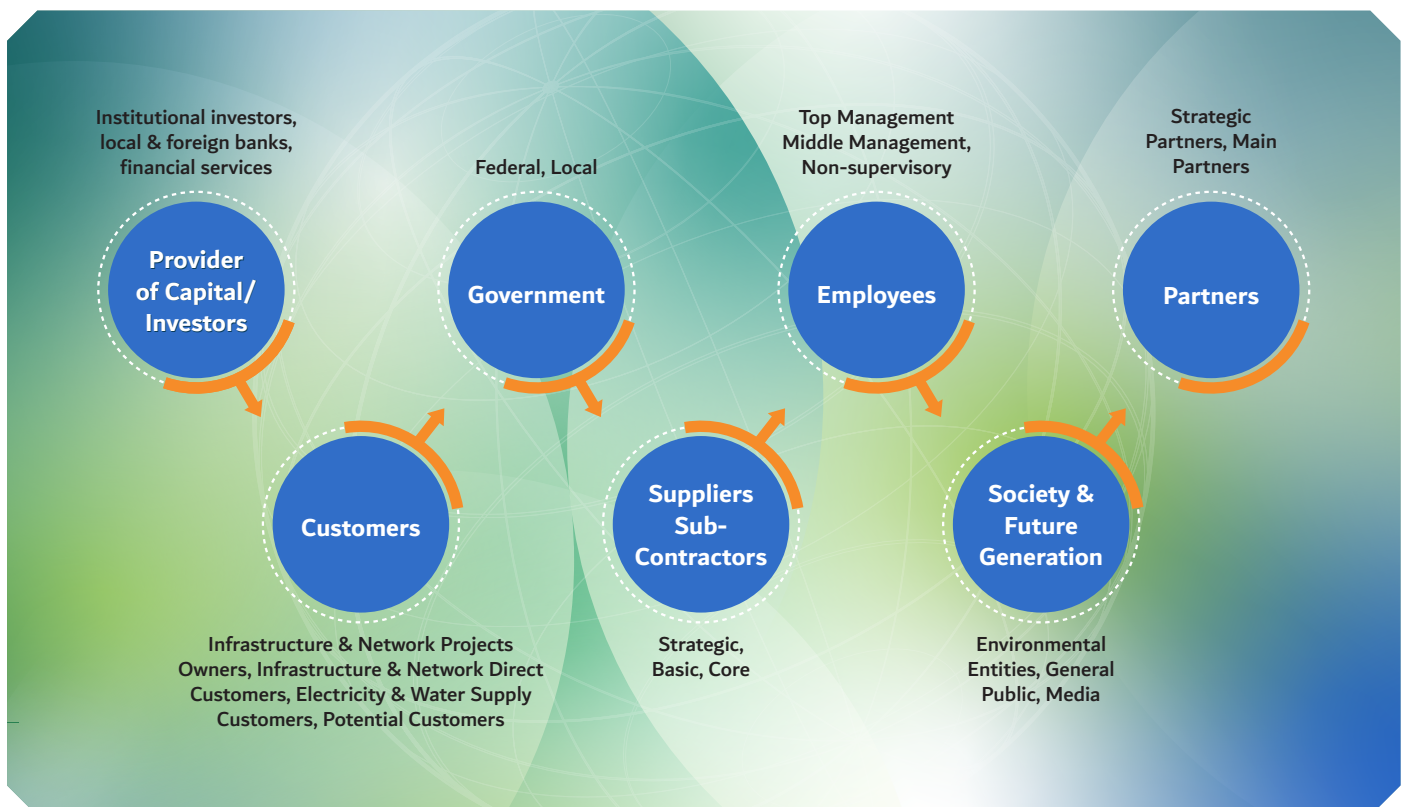 Institutional investors,
local & foreign banks,
financial services
Provider
of Capital/
Investors
Infrastructure & Network Projects
Owners, Infrastructure & Network Direct
Customers, Electricity & Water Supply
Customers, Potential Customers
Customers
Federal, Local
Government
Suppliers
Sub-
Contractors
Strategic,
Basic, Core
Top Management
Middle Management,
Non-supervisory
Employees
Society &
Future
Generation
Environmental
Entities, General
Public, Media
Strategic
Partners, Main
Partners
Partners